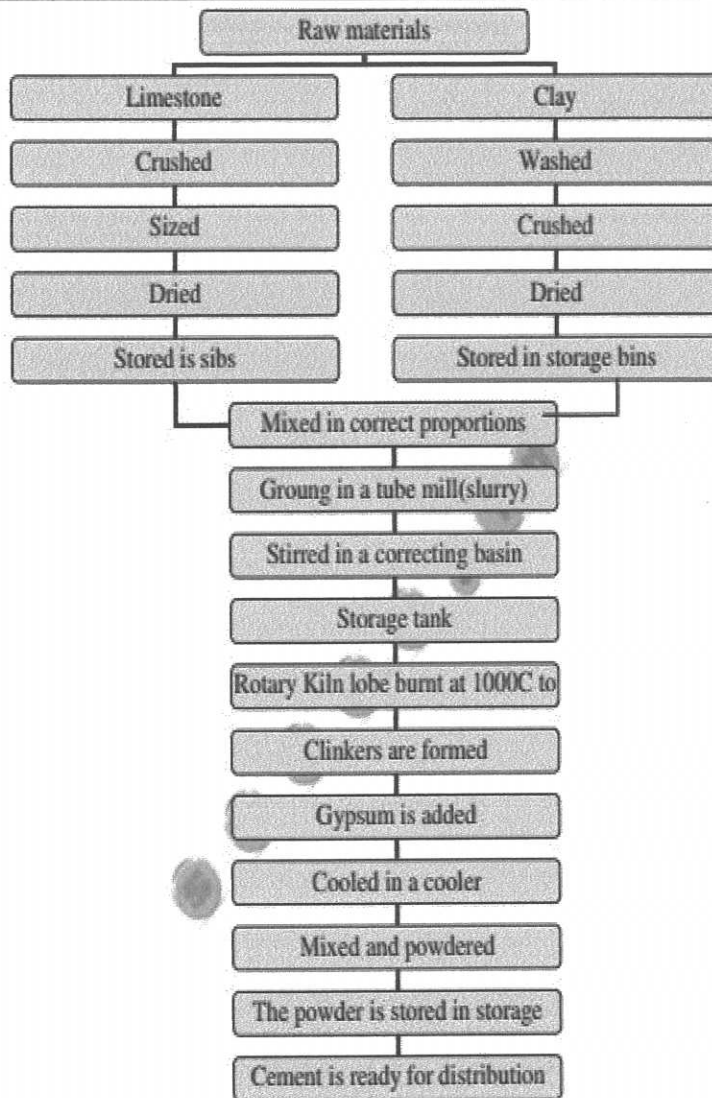 Raw materials
Limestone
Clay
Crushed
Washed
Sized
Crushed
Dried
Dried
Stored is sibs
Stored in storage bins
Mixed in correct proportions
Groung in a tube mill(slurry)
Stirred in a correcting basin
Storage tank
Rotary Kiln lobe burnt at 1000C to
Clinkers are formed
Gypsum is added
Cooled in a cooler
Mixed and powdered
The powder is stored in storage
Cement is ready for distribution